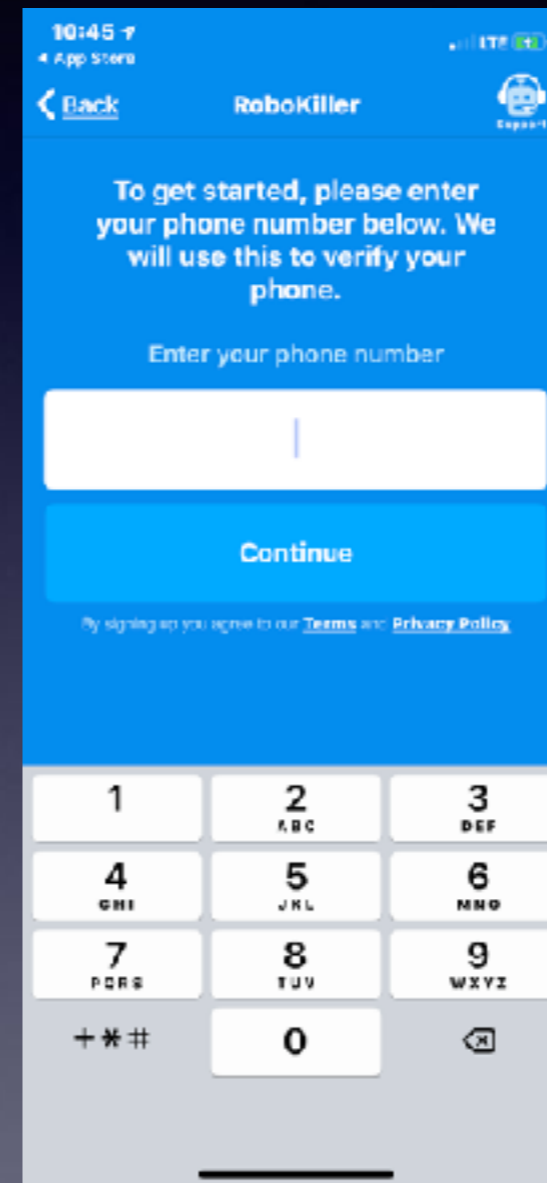 10:45
LTE
App Store
Back
RoboKiller
Support
To get started, please enter
your phone number below. We
will use this to verify your
phone.
Enter your phone number
Continue
By signing up you agree to our Terms and Privacy Policy
1
2
ABC
3
DEF
4
GHI
5
JKL
6
MNO
7
PQRS
8
TUV
9
WXYZ
+*#
0